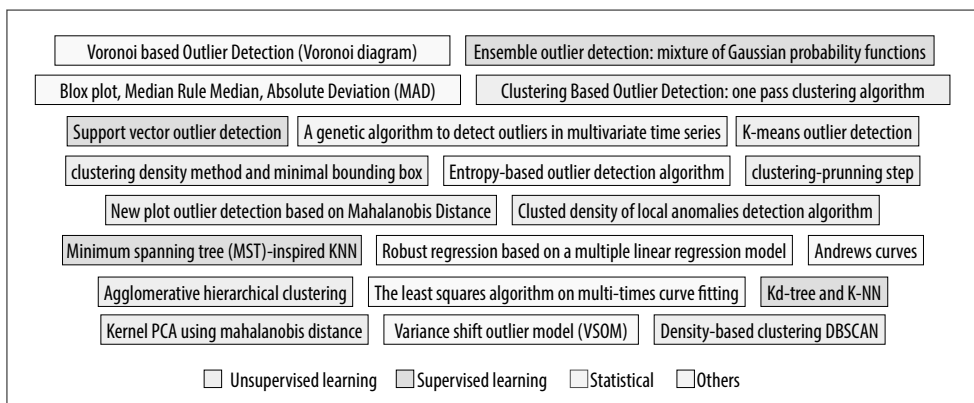 Voronoi based Outlier Detection (Voronoi diagram) Ensemble outlier detection: mixture of Gaussian probability functions
Blox plot, Median Rule Median, Absolute Deviation (MAD) Clustering Based Outlier Detection: one pass clustering algorithm
Support vector outlier detection A genetic algorithm to detect outliers in multivariate time series K-means outlier detection
clustering density method and minimal bounding box Entropy-based outlier detection algorithm clustering-prunning step
New plot outlier detection based on Mahalanobis Distance Clusted density of local anomalies detection algorithm
Minimum spanning tree (MST)-inspired KNN Robust regression based on a multiple linear regression model Andrews curves
Agglomerative hierarchical clustering The least squares algorithm on multi-times curve fitting Kd-tree and K-NN
Kernel PCA using mahalanobis distance Variance shift outlier model (VSOM) Density-based clustering DBSCAN
Unsupervised learning Supervised learning Statistical Others